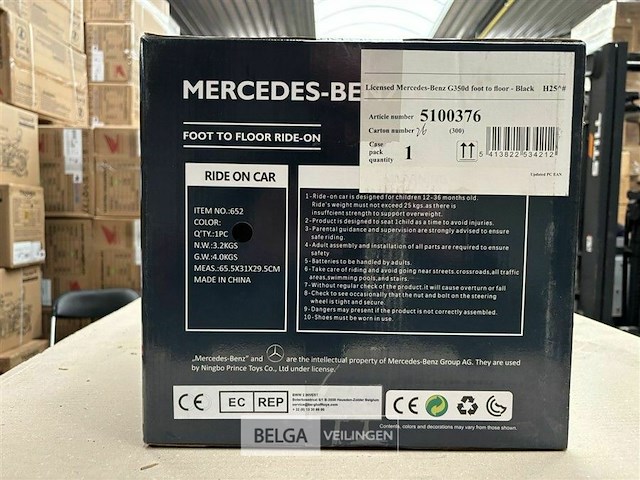 MERCEDES-BE
FOOT TO FLOOR RIDE-ON
Licensed Mercedes-Benz G350d foot to floor - Black H25^#
Article number 5100376
Carton number 26 (300)
Case pack quantity 1
5 413822 534212
Updated PC EAN
RIDE ON CAR
ITEM NO.:652
COLOR:
Q'TY.:1PC
N.W.:3.2KGS
G.W.:4.0KGS
MEAS.:65.5X31X29.5CM
MADE IN CHINA
1 - Ride-on car is designed for children 12-36 months old.
Ride's weight must not exceed 25 kgs.as there is
insufficient strength to support overweight.
2 - Product is designed to seat 1child as a time to avoid injuries.
3 - Parental guidance and supervision are strongly advised to ensure
safe riding.
4 - Adult assembly and installation of all parts are required to ensure
safety
5 - Batteries to be handled by adults.
6 - Take care of riding and avoid going near streets,crossroads,all traffic
areas,swimming pools,and stairs.
7 - Without regular check of the product, it will cause overturn or fall
8 - Check to see occasionally that the nut and bolt on the steering
wheel is tight and secure.
9 - Dangers may present if the product is not correctly assembled.
10 - Shoes must be worn in use.
„Mercedes-Benz" and are the intellectual property of Mercedes-Benz Group AG. They are used
by Ningbo Prince Toys Co., Ltd under license.
CE EC REP
CE
Contents, colors and decorations may vary from those shown.
BELGA VEILINGEN
STILL